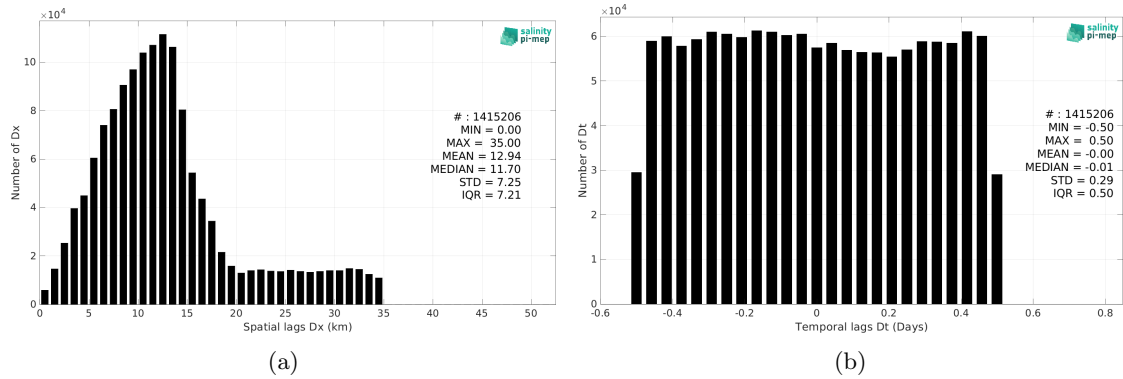 ×10⁴
salinity
pi-mep
10
8
6
4
2
0
Number of Dx
# : 1415206
MIN = 0.00
MAX =  35.00
MEAN = 12.94
MEDIAN = 11.70
STD = 7.25
IQR = 7.21
0 5 10 15 20 25 30 35 40 45 50
Spatial lags Dx (km)
(a)
×10⁴
salinity
pi-mep
6
5
4
3
2
1
0
Number of Dt
# : 1415206
MIN = -0.50
MAX =  0.50
MEAN = -0.00
MEDIAN = -0.01
STD = 0.29
IQR = 0.50
-0.6 -0.4 -0.2 0 0.2 0.4 0.6 0.8
Temporal lags Dt (Days)
(b)